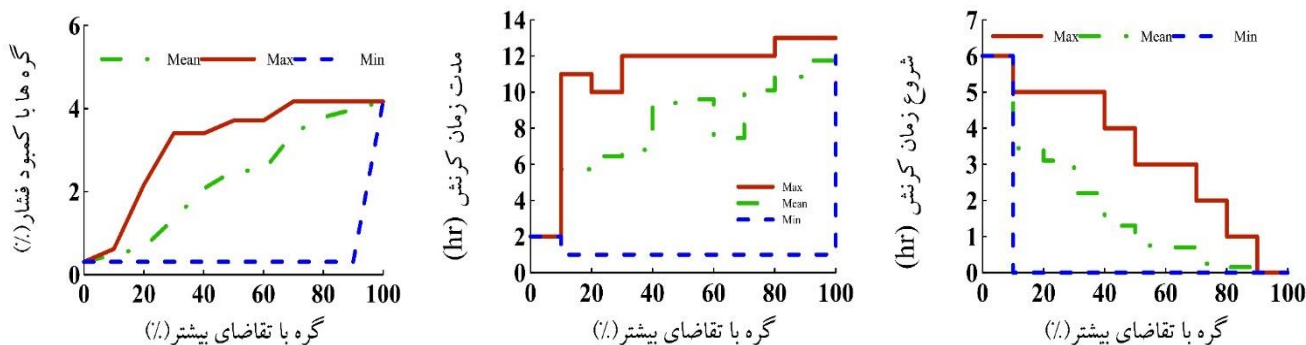 گره ها با کمبود فشار(٪)
6
4
2
0
Mean Max Min
0 20 40 60 80 100
گره با تقاضای بیشتر(٪)
مدت زمان کرنش (hr)
14
12
10
8
6
4
2
0
Max
Mean
Min
0 20 40 60 80 100
گره با تقاضای بیشتر(٪)
شروع زمان کرنش (hr)
7
6
5
4
3
2
1
0
Max Mean Min
0 20 40 60 80 100
گره با تقاضای بیشتر(٪)